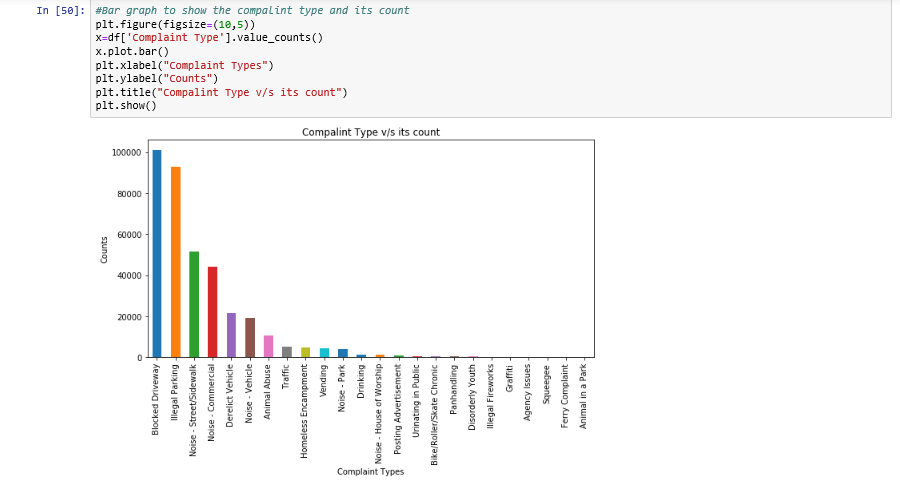 In [50]: #Bar graph to show the compalint type and its count
plt.figure(figsize=(10,5))
x=df['Complaint Type'].value_counts()
x.plot.bar()
plt.xlabel("Complaint Types")
plt.ylabel("Counts")
plt.title("Compalint Type v/s its count")
plt.show()
Compalint Type v/s its count
100000
80000
60000
40000
20000
0
Counts
Blocked Driveway
Illegal Parking
Noise - Street/Sidewalk
Noise - Commercial
Derelict Vehicle
Noise - Vehicle
Animal Abuse
Traffic
Homeless Encampment
Vending
Noise - Park
Drinking
Noise - House of Worship
Posting Advertisement
Urinating in Public
Bike/Roller/Skate Chronic
Panhandling
Disorderly Youth
Illegal Fireworks
Graffiti
Agency Issues
Squeegee
Ferry Complaint
Animal in a Park
Complaint Types